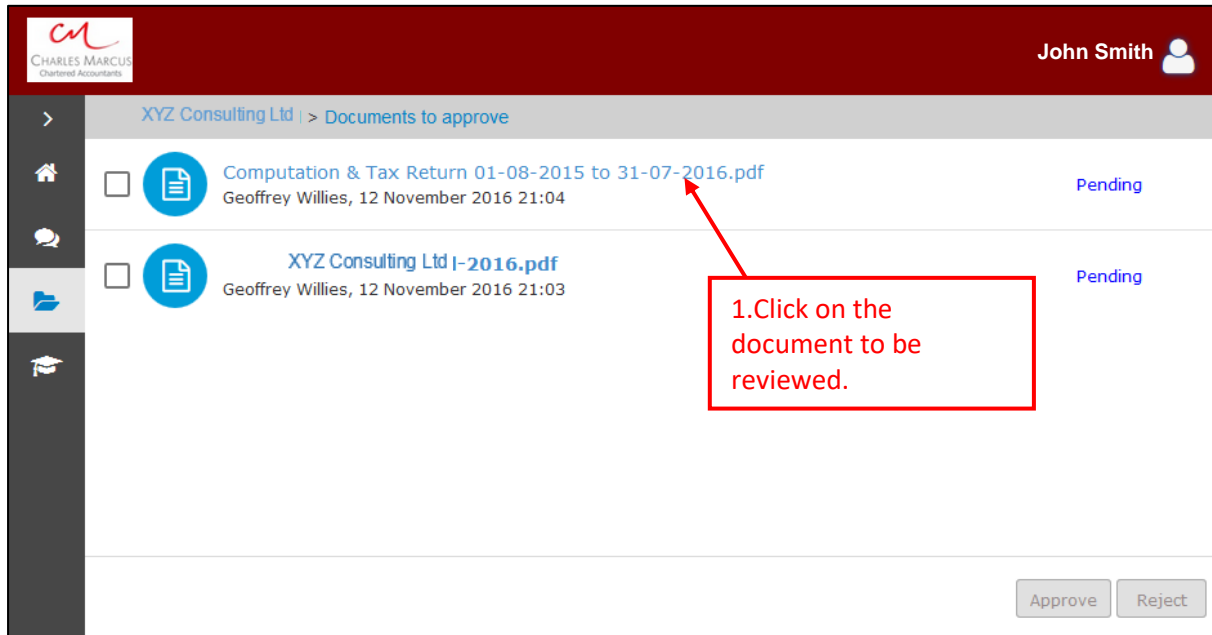 CM
CHARLES MARCUS
Chartered Accountants
John Smith
XYZ Consulting Ltd > Documents to approve
Computation & Tax Return 01-08-2015 to 31-07-2016.pdf
Geoffrey Willies, 12 November 2016 21:04
Pending
XYZ Consulting Ltd l-2016.pdf
Geoffrey Willies, 12 November 2016 21:03
Pending
1.Click on the
document to be
reviewed.
Approve
Reject